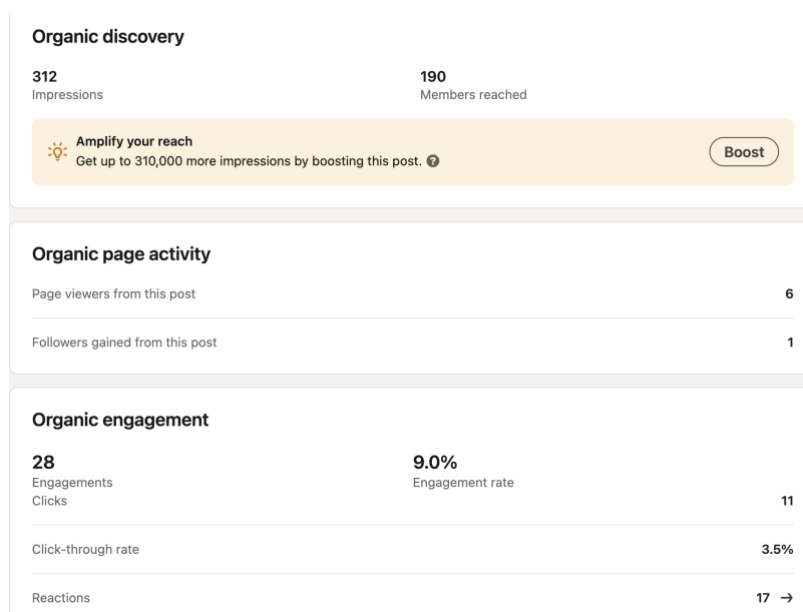 Organic discovery
312 190
Impressions Members reached
Amplify your reach
Get up to 310,000 more impressions by boosting this post. ?
Boost
Organic page activity
Page viewers from this post 6
Followers gained from this post 1
Organic engagement
28 9.0%
Engagements Engagement rate
Clicks 11
Click-through rate 3.5%
Reactions 17 →